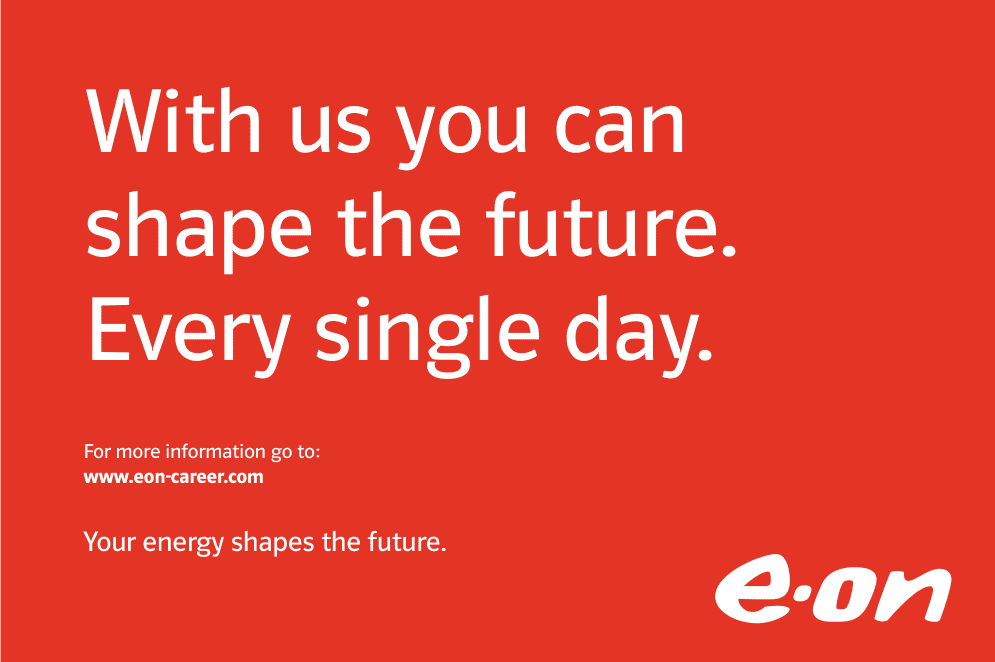 With us you can
shape the future.
Every single day.
For more information go to:
www.eon-career.com
Your energy shapes the future.
e·on